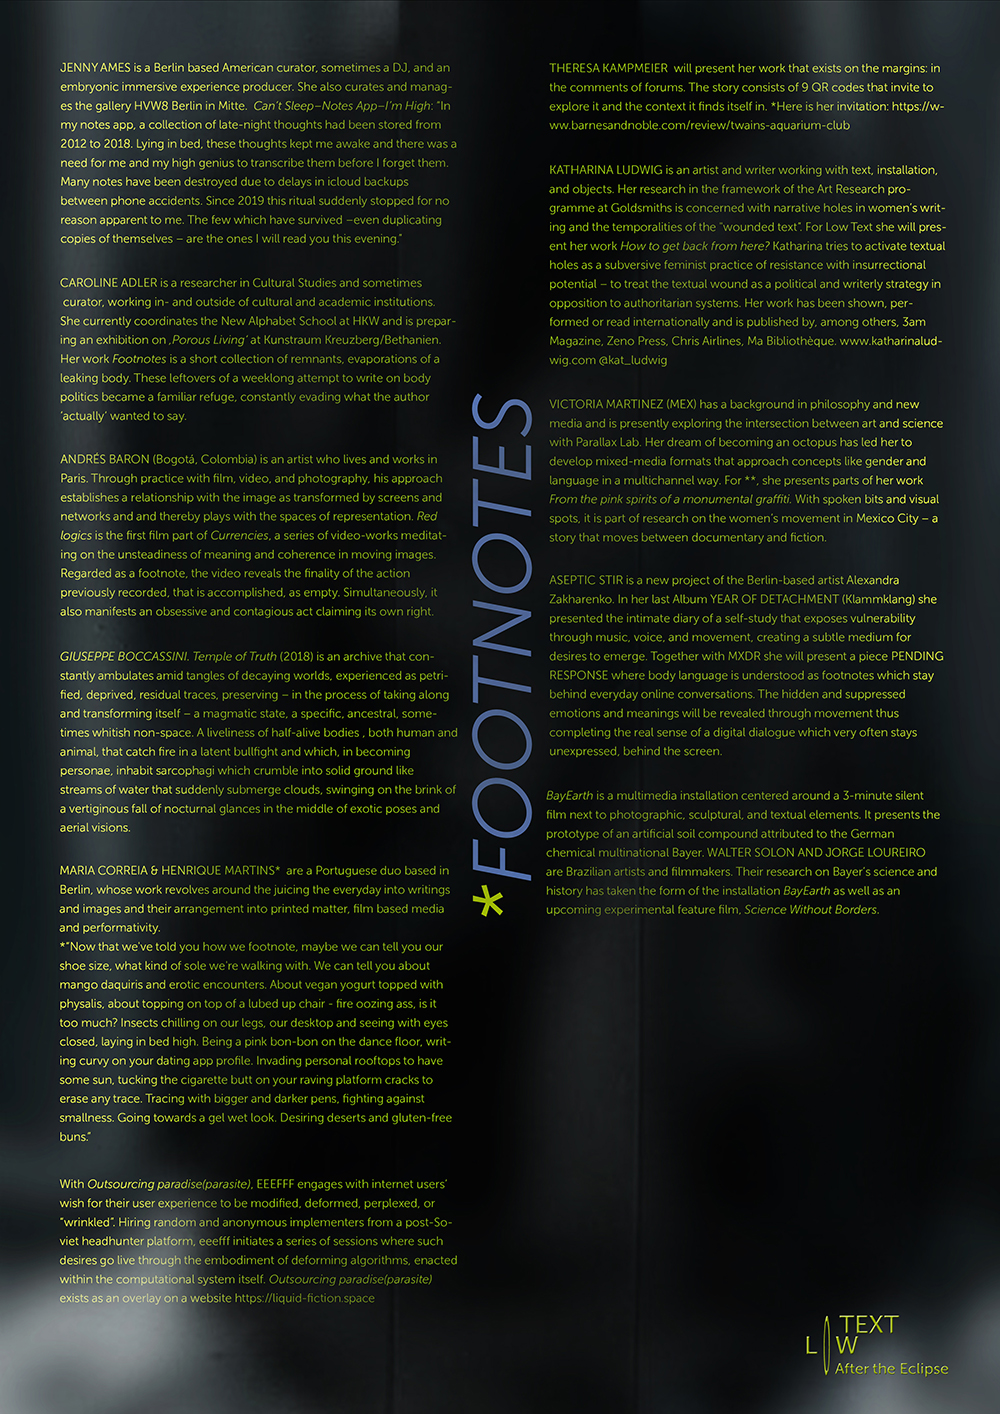 JENNY AMES is a Berlin based American curator, sometimes a DJ, and an
embryonic immersive experience producer. She also curates and manag-
es the gallery HVW8 Berlin in Mitte.  Can't Sleep–Notes App–I'm High: "In
my notes app, a collection of late-night thoughts had been stored from
2012 to 2018. Lying in bed, these thoughts kept me awake and there was a
need for me and my high genius to transcribe them before I forget them.
Many notes have been destroyed due to delays in icloud backups
between phone accidents. Since 2019 this ritual suddenly stopped for no
reason apparent to me. The few which have survived –even duplicating
copies of themselves – are the ones I will read you this evening."
CAROLINE ADLER is a researcher in Cultural Studies and sometimes
curator, working in- and outside of cultural and academic institutions.
She currently coordinates the New Alphabet School at HKW and is prepar-
ing an exhibition on ‚Porous Living' at Kunstraum Kreuzberg/Bethanien.
Her work Footnotes is a short collection of remnants, evaporations of a
leaking body. These leftovers of a weeklong attempt to write on body
politics became a familiar refuge, constantly evading what the author
'actually' wanted to say.
ANDRÉS BARON (Bogotá, Colombia) is an artist who lives and works in
Paris. Through practice with film, video, and photography, his approach
establishes a relationship with the image as transformed by screens and
networks and and thereby plays with the spaces of representation. Red
logics is the first film part of Currencies, a series of video-works meditat-
ing on the unsteadiness of meaning and coherence in moving images.
Regarded as a footnote, the video reveals the finality of the action
previously recorded, that is accomplished, as empty. Simultaneously, it
also manifests an obsessive and contagious act claiming its own right.
GIUSEPPE BOCCASSINI. Temple of Truth (2018) is an archive that con-
stantly ambulates amid tangles of decaying worlds, experienced as petri-
fied, deprived, residual traces, preserving – in the process of taking along
and transforming itself – a magmatic state, a specific, ancestral, some-
times whitish non-space. A liveliness of half-alive bodies , both human and
animal, that catch fire in a latent bullfight and which, in becoming
personae, inhabit sarcophagi which crumble into solid ground like
streams of water that suddenly submerge clouds, swinging on the brink of
a vertiginous fall of nocturnal glances in the middle of exotic poses and
aerial visions.
MARIA CORREIA & HENRIQUE MARTINS*  are a Portuguese duo based in
Berlin, whose work revolves around the juicing the everyday into writings
and images and their arrangement into printed matter, film based media
and performativity.
*"Now that we've told you how we footnote, maybe we can tell you our
shoe size, what kind of sole we're walking with. We can tell you about
mango daquiris and erotic encounters. About vegan yogurt topped with
physalis, about topping on top of a lubed up chair - fire oozing ass, is it
too much? Insects chilling on our legs, our desktop and seeing with eyes
closed, laying in bed high. Being a pink bon-bon on the dance floor, writ-
ing curvy on your dating app profile. Invading personal rooftops to have
some sun, tucking the cigarette butt on your raving platform cracks to
erase any trace. Tracing with bigger and darker pens, fighting against
smallness. Going towards a gel wet look. Desiring deserts and gluten-free
buns."
With Outsourcing paradise(parasite), EEEFFF engages with internet users'
wish for their user experience to be modified, deformed, perplexed, or
"wrinkled". Hiring random and anonymous implementers from a post-So-
viet headhunter platform, eeefff initiates a series of sessions where such
desires go live through the embodiment of deforming algorithms, enacted
within the computational system itself. Outsourcing paradise(parasite)
exists as an overlay on a website https://liquid-fiction.space
*FOOTNOTES
THERESA KAMPMEIER  will present her work that exists on the margins: in
the comments of forums. The story consists of 9 QR codes that invite to
explore it and the context it finds itself in. *Here is her invitation: https://w-
ww.barnesandnoble.com/review/twains-aquarium-club
KATHARINA LUDWIG is an artist and writer working with text, installation,
and objects. Her research in the framework of the Art Research pro-
gramme at Goldsmiths is concerned with narrative holes in women's writ-
ing and the temporalities of the "wounded text". For Low Text she will pres-
ent her work How to get back from here? Katharina tries to activate textual
holes as a subversive feminist practice of resistance with insurrectional
potential – to treat the textual wound as a political and writerly strategy in
opposition to authoritarian systems. Her work has been shown, per-
formed or read internationally and is published by, among others, 3am
Magazine, Zeno Press, Chris Airlines, Ma Bibliothèque. www.katharinalud-
wig.com @kat_ludwig
VICTORIA MARTINEZ (MEX) has a background in philosophy and new
media and is presently exploring the intersection between art and science
with Parallax Lab. Her dream of becoming an octopus has led her to
develop mixed-media formats that approach concepts like gender and
language in a multichannel way. For **, she presents parts of her work
From the pink spirits of a monumental graffiti. With spoken bits and visual
spots, it is part of research on the women's movement in Mexico City – a
story that moves between documentary and fiction.
ASEPTIC STIR is a new project of the Berlin-based artist Alexandra
Zakharenko. In her last Album YEAR OF DETACHMENT (Klammklang) she
presented the intimate diary of a self-study that exposes vulnerability
through music, voice, and movement, creating a subtle medium for
desires to emerge. Together with MXDR she will present a piece PENDING
RESPONSE where body language is understood as footnotes which stay
behind everyday online conversations. The hidden and suppressed
emotions and meanings will be revealed through movement thus
completing the real sense of a digital dialogue which very often stays
unexpressed, behind the screen.
BayEarth is a multimedia installation centered around a 3-minute silent
film next to photographic, sculptural, and textual elements. It presents the
prototype of an artificial soil compound attributed to the German
chemical multinational Bayer. WALTER SOLON AND JORGE LOUREIRO
are Brazilian artists and filmmakers. Their research on Bayer's science and
history has taken the form of the installation BayEarth as well as an
upcoming experimental feature film, Science Without Borders.
TEXT
LOW
After the Eclipse